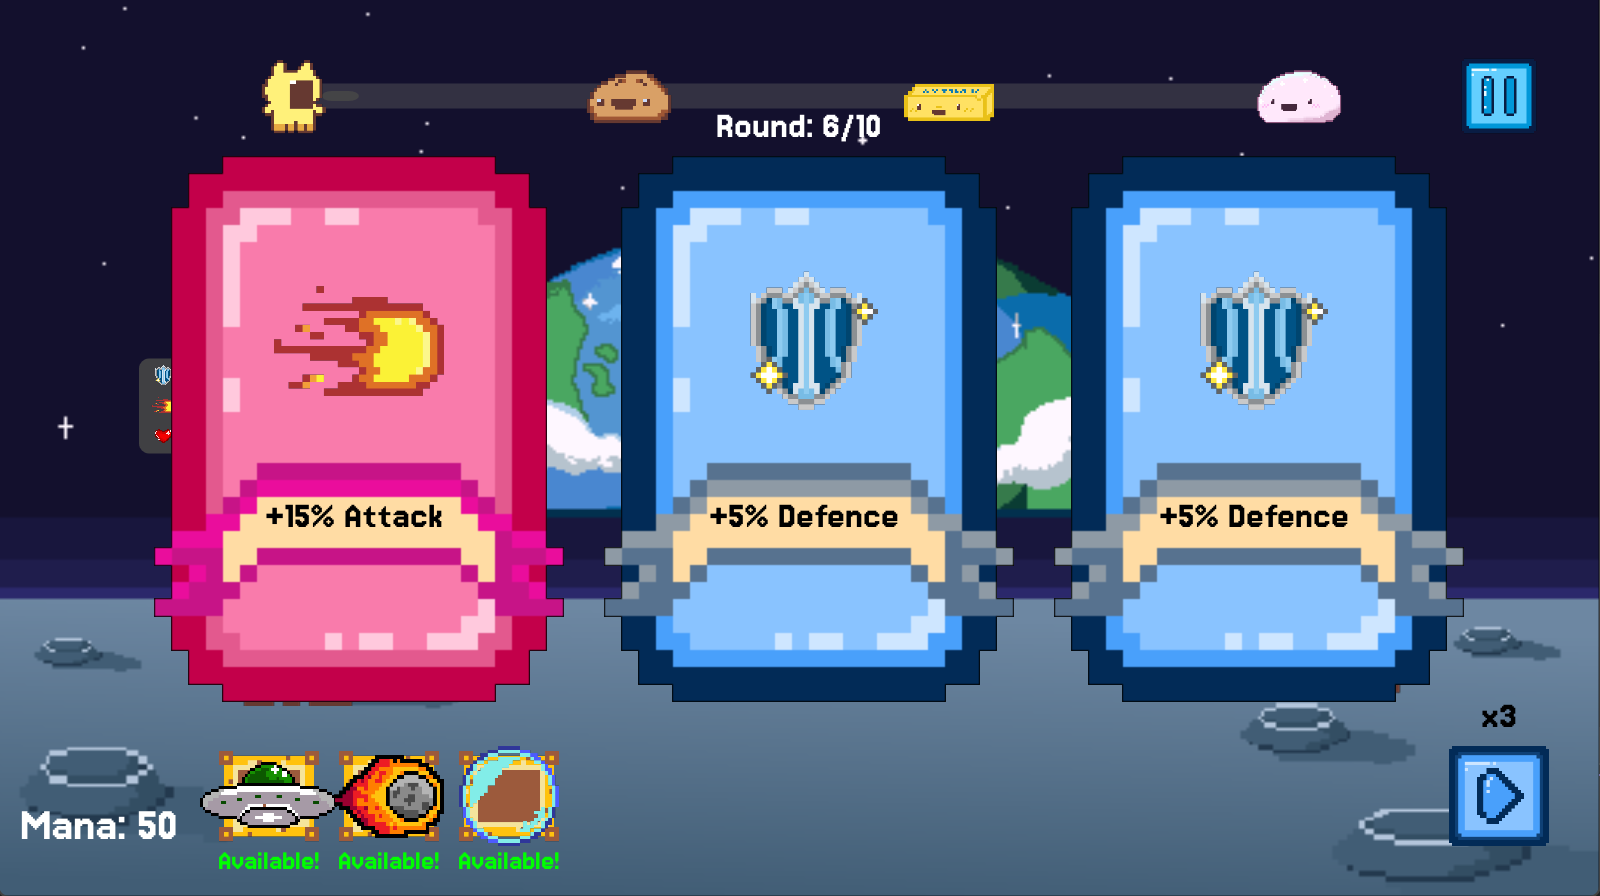 Round: 6/10
+15% Attack
+5% Defence
+5% Defence
x3
Mana: 50
Available!
Available!
Available!